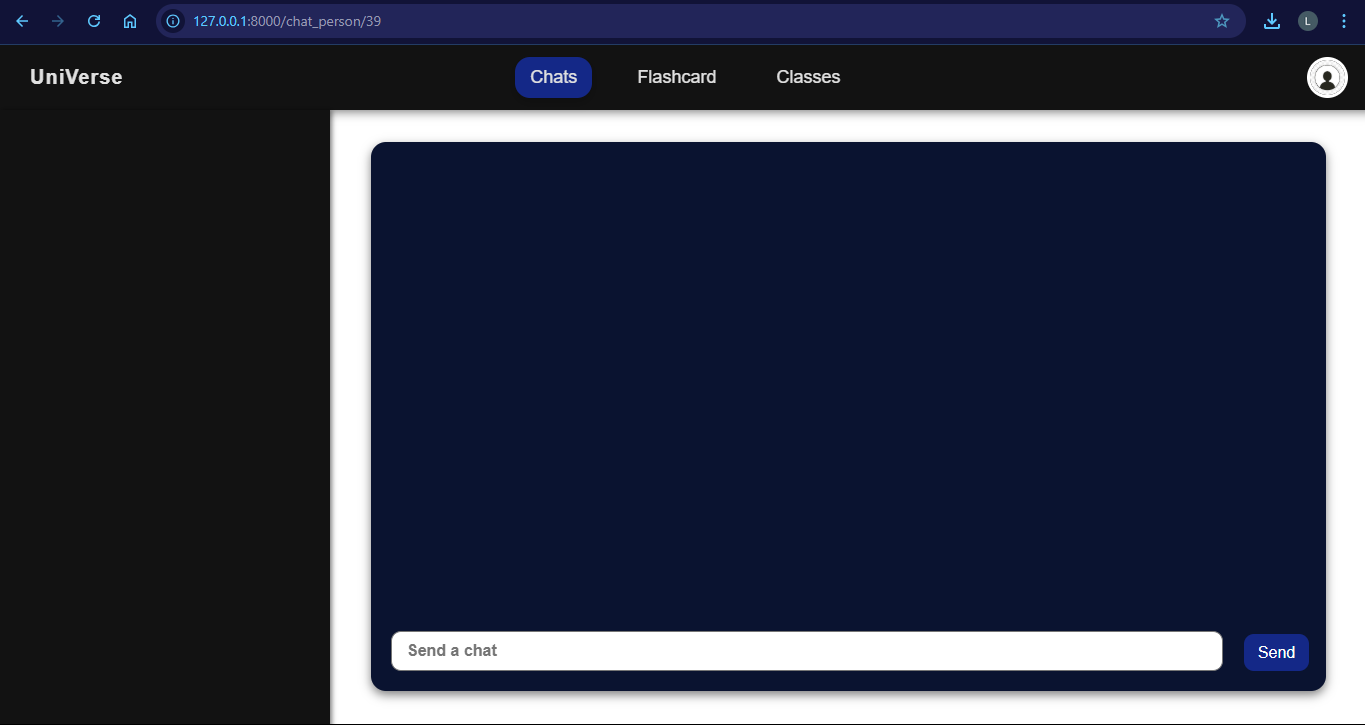 127.0.0.1:8000/chat_person/39
L
UniVerse
Chats
Flashcard
Classes
Send a chat
Send